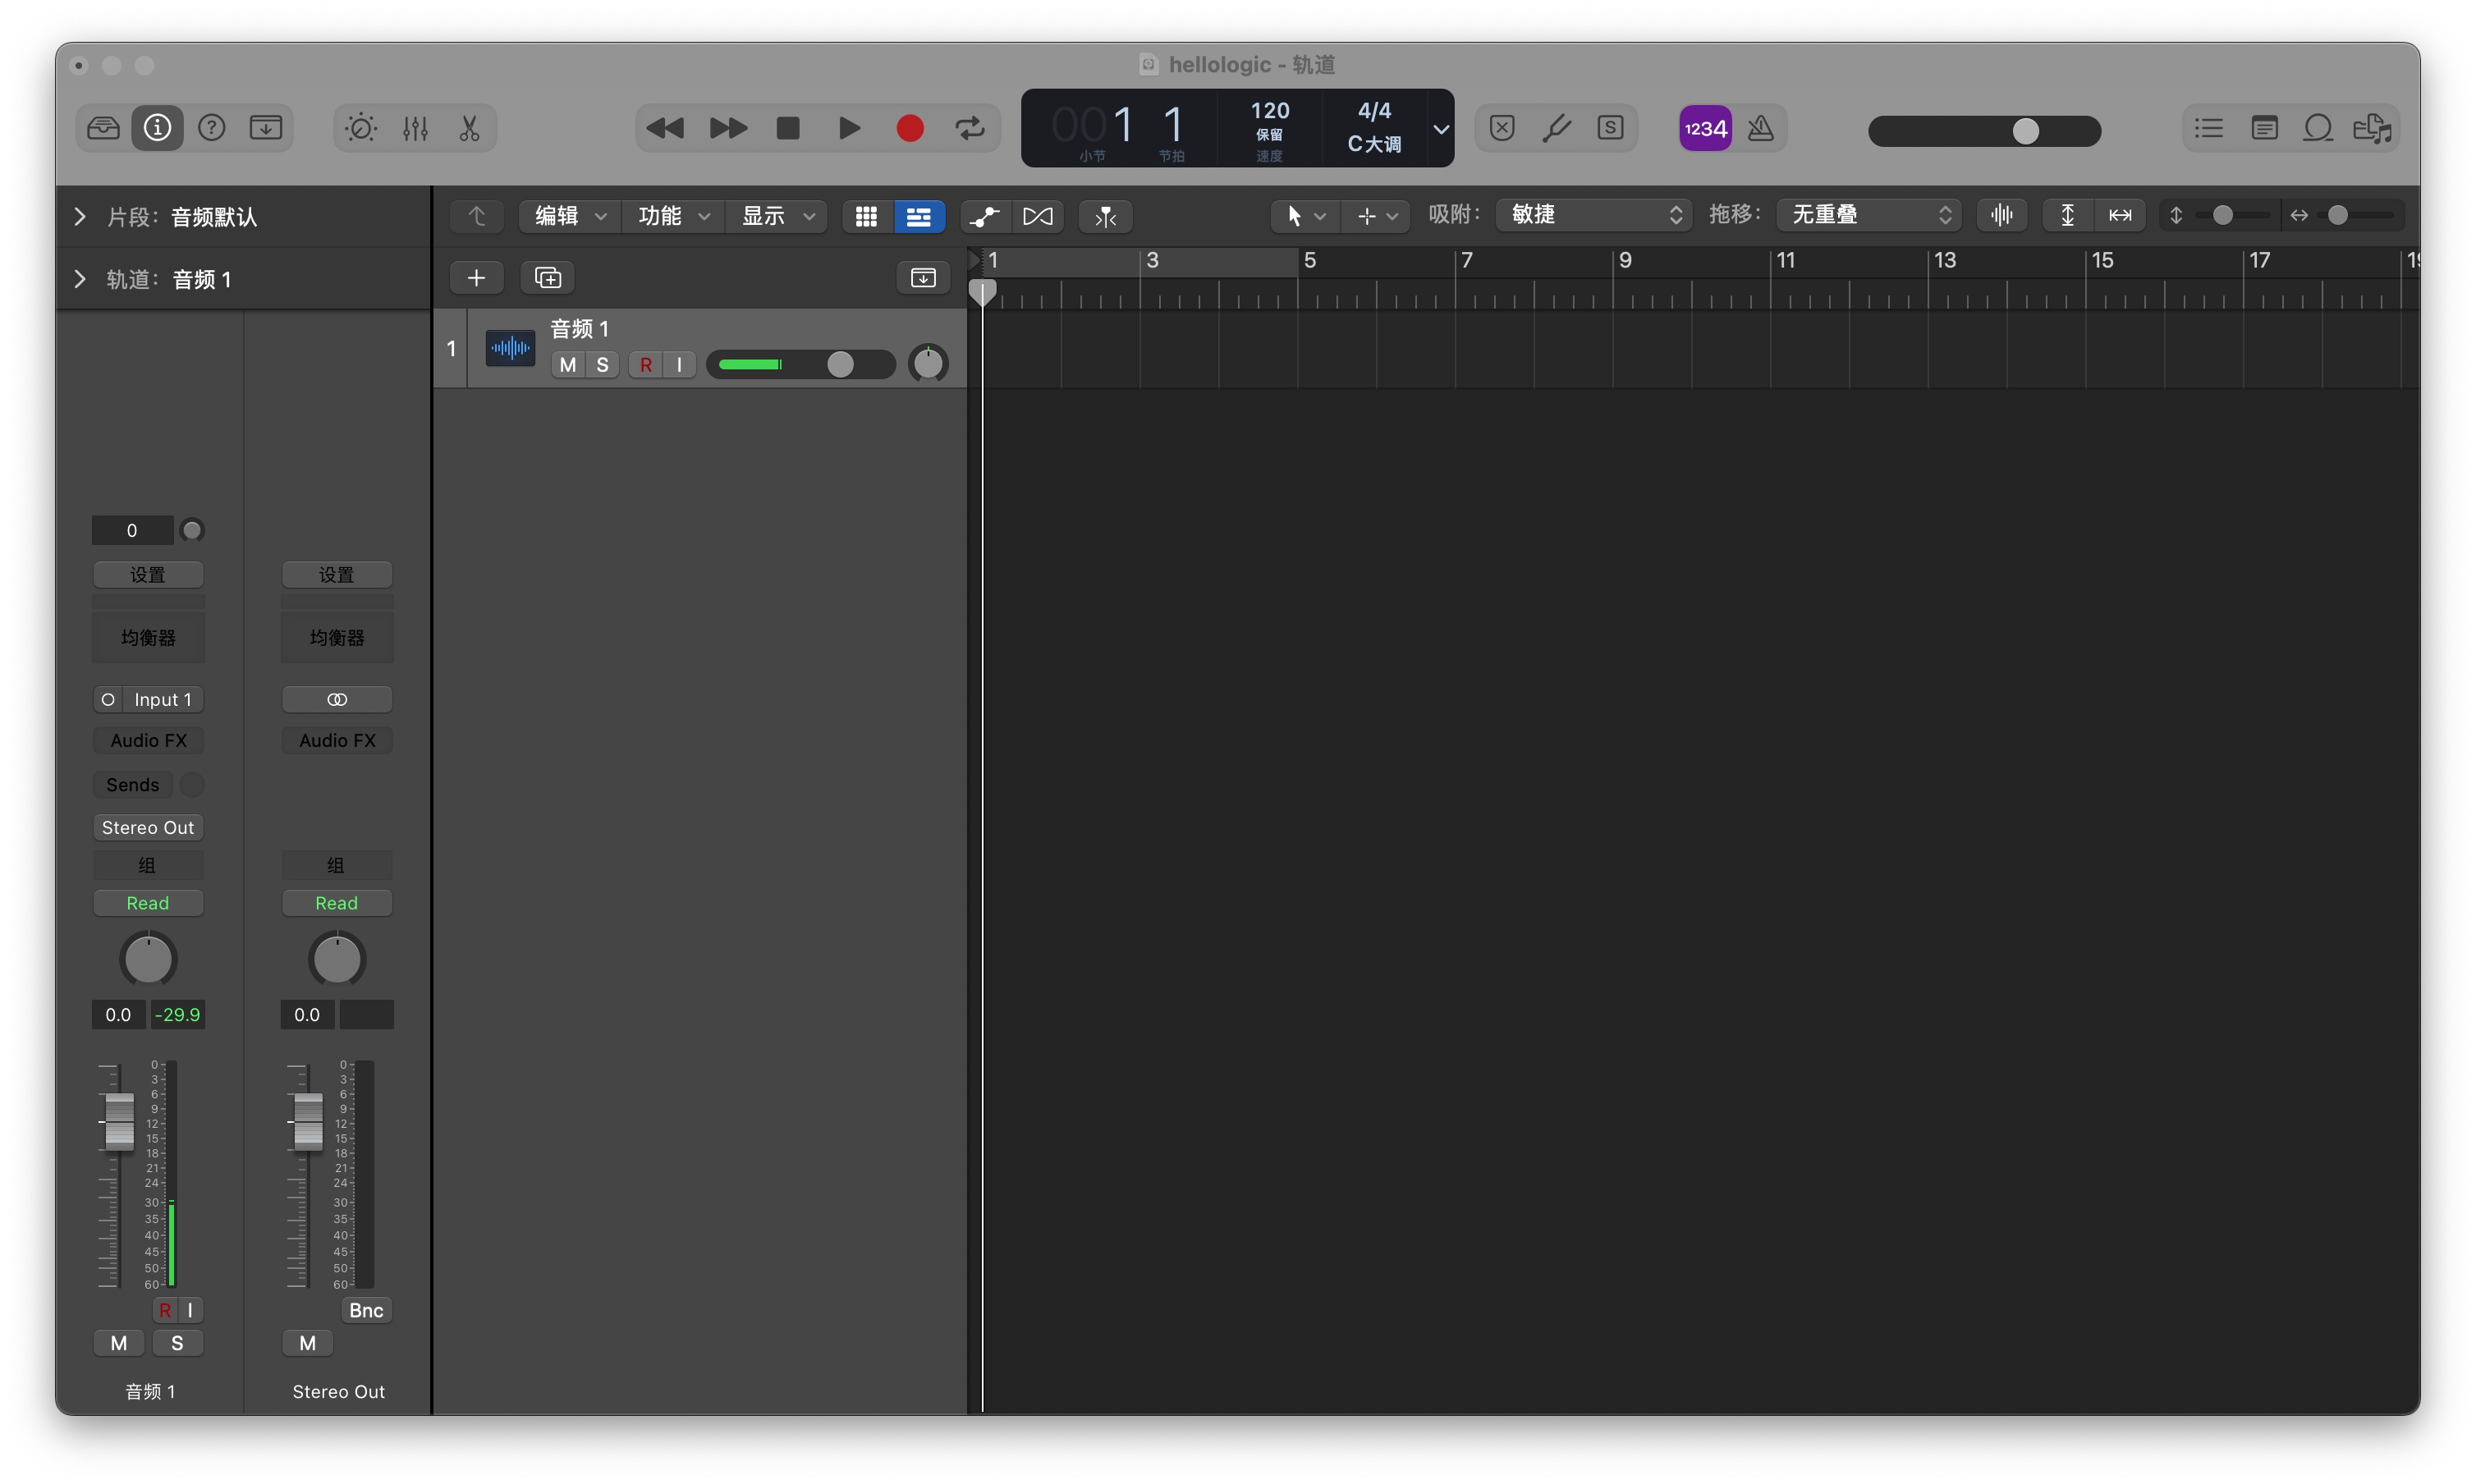 hellologic - 轨道
001 1
小节 节拍
120
保留
速度
4/4
C大调
S
1234
片段： 音频默认
轨道： 音频 1
编辑 功能 显示
吸附： 敏捷
拖移： 无重叠
1 3 5 7 9 11 13 15 17 19
1
音频 1
M S R I
0
设置 设置
均衡器 均衡器
Input 1
Audio FX Audio FX
Sends
Stereo Out
组 组
Read Read
0.0 -29.9 0.0
0 0
3 3
6 6
9 9
12 12
15 15
18 18
21 21
24 24
30 30
35 35
40 40
45 45
50 50
60 60
R I Bnc
M S M
音频 1 Stereo Out